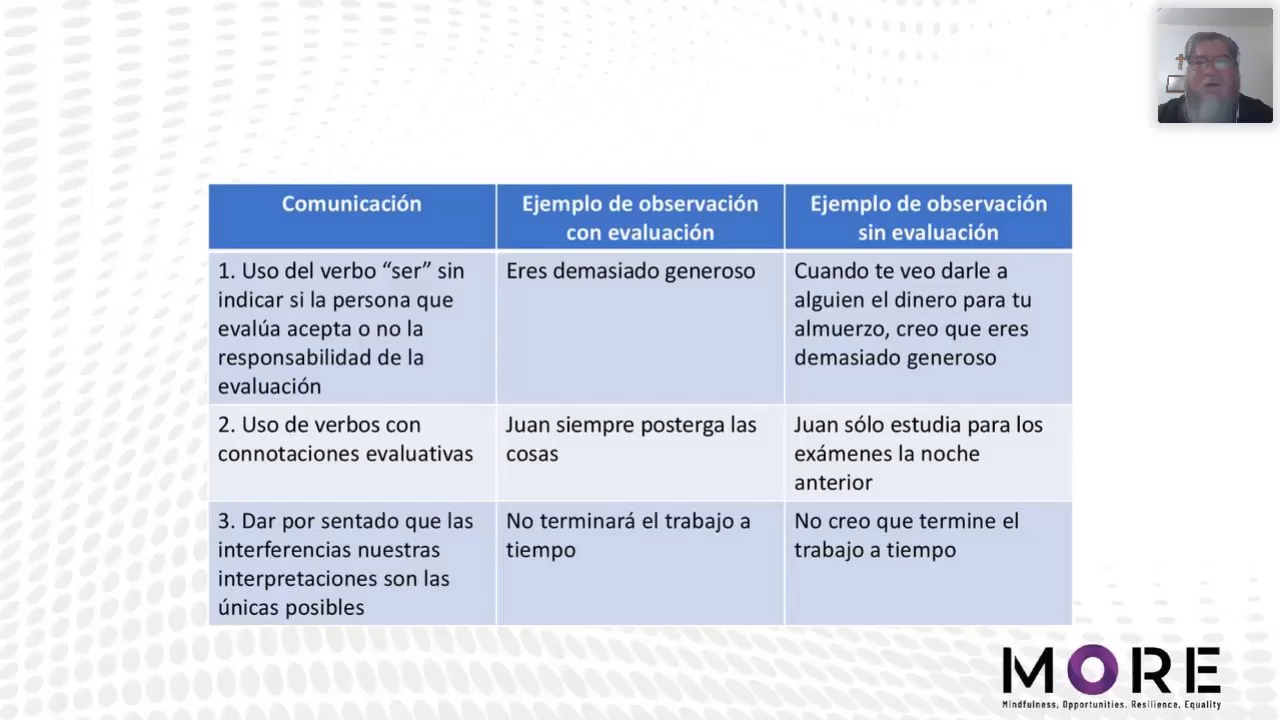 Comunicación
Ejemplo de observación
con evaluación
Ejemplo de observación
sin evaluación
1. Uso del verbo “ser” sin
indicar si la persona que
evalúa acepta o no la
responsabilidad de la
evaluación
Eres demasiado generoso
Cuando te veo darle a
alguien el dinero para tu
almuerzo, creo que eres
demasiado generoso
2. Uso de verbos con
connotaciones evaluativas
Juan siempre posterga las
cosas
Juan sólo estudia para los
exámenes la noche
anterior
3. Dar por sentado que las
interferencias nuestras
interpretaciones son las
únicas posibles
No terminará el trabajo a
tiempo
No creo que termine el
trabajo a tiempo
MORE
Mindfulness, Opportunities, Resilience, Equality